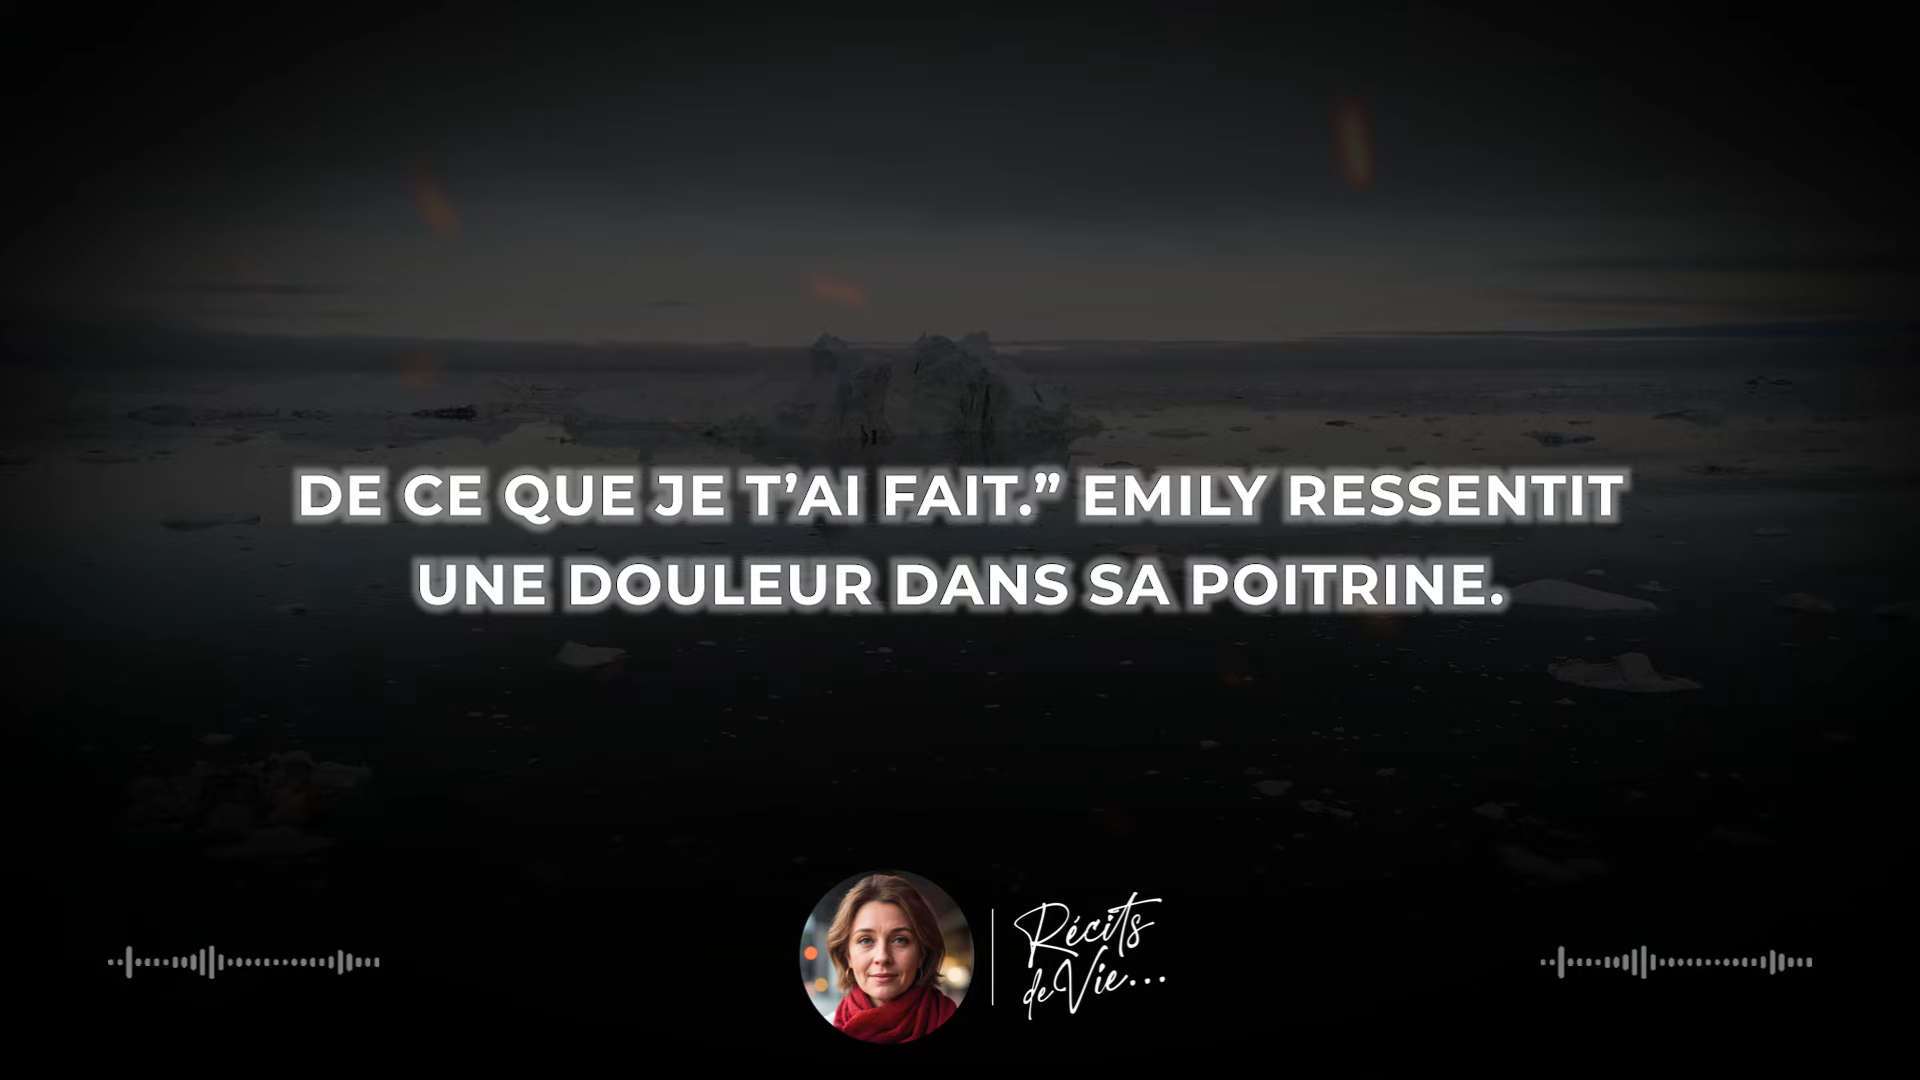 DE CE QUE JE T’AI FAIT.” EMILY RESSENTIT
UNE DOULEUR DANS SA POITRINE.
Récits
de Vie...